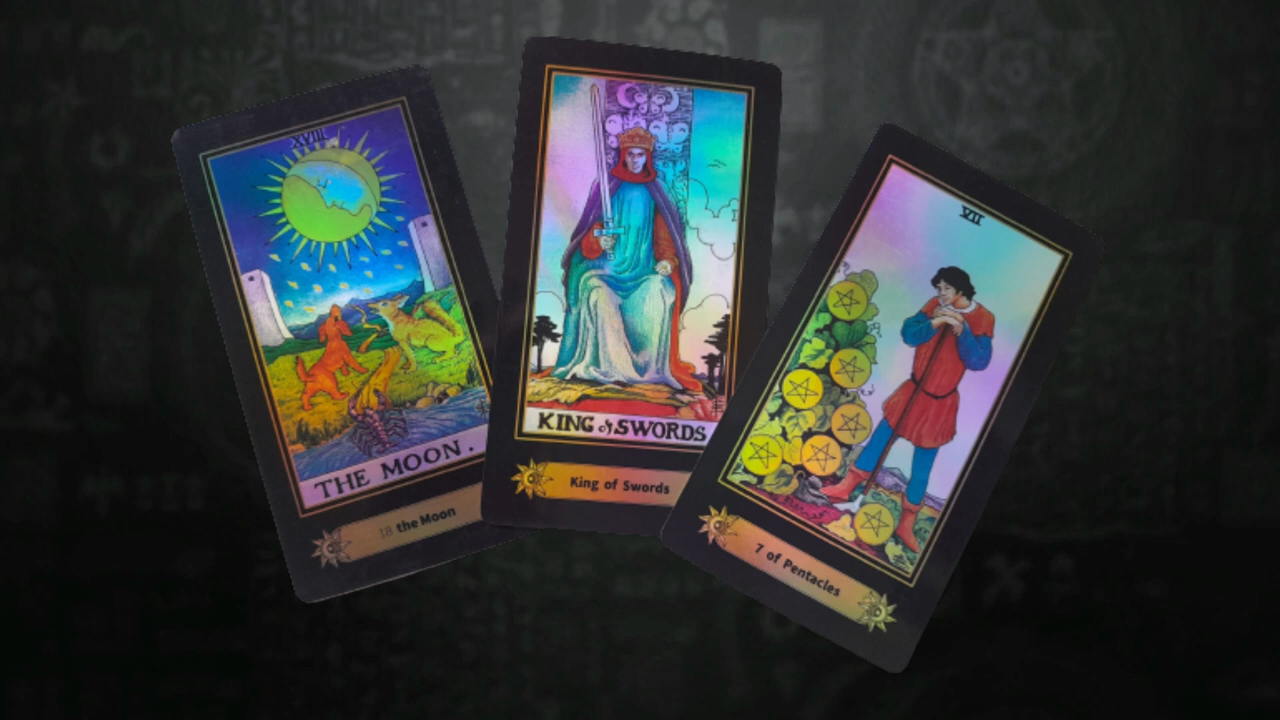 XVIII
THE MOON.
18 the Moon
KING of SWORDS
King of Swords
VII
7 of Pentacles